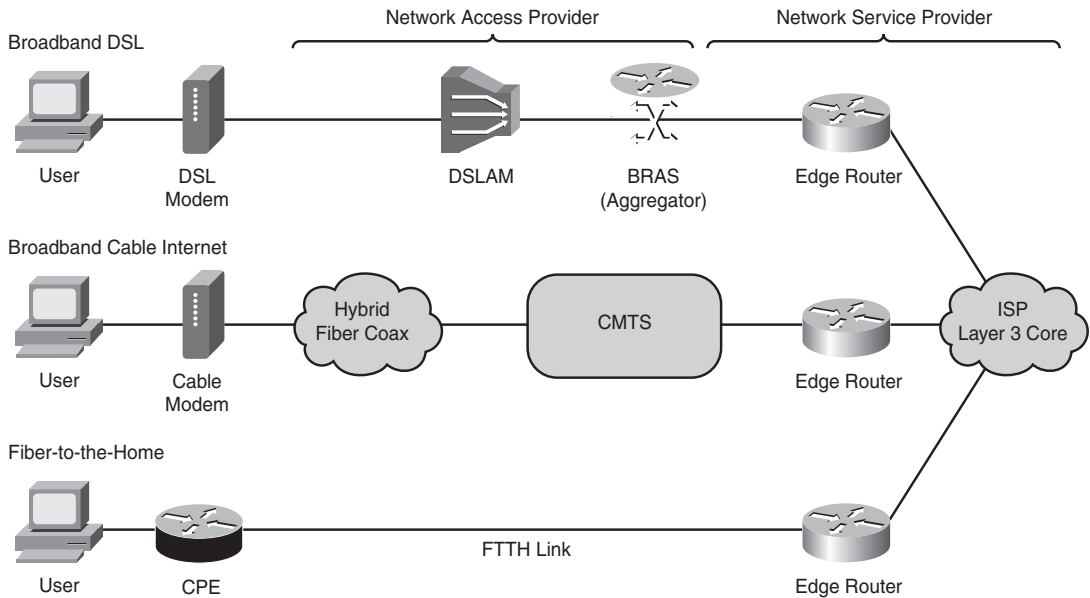 Network Access Provider
Network Service Provider
Broadband DSL
User
DSL
Modem
DSLAM
BRAS
(Aggregator)
Edge Router
Broadband Cable Internet
Hybrid
Fiber Coax
CMTS
ISP
Layer 3 Core
User
Cable
Modem
Edge Router
Fiber-to-the-Home
FTTH Link
User
CPE
Edge Router